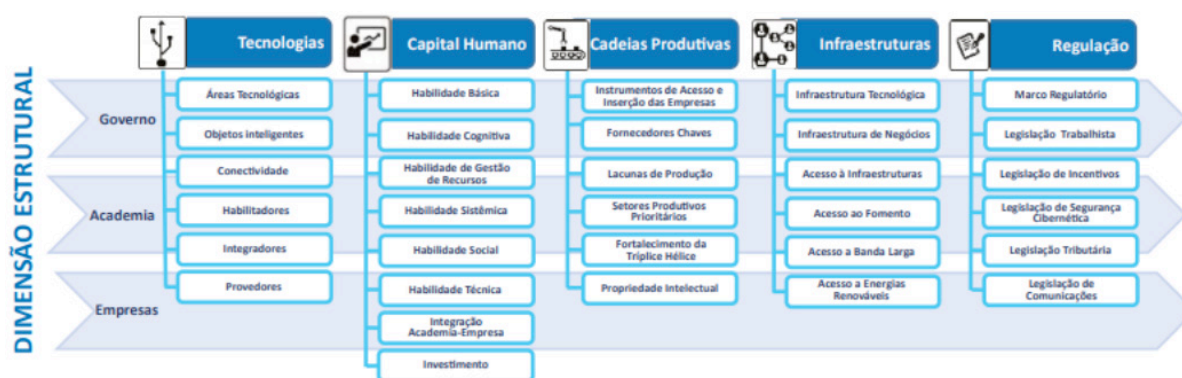 DIMENSÃO ESTRUTURAL
Governo
Academia
Empresas
Tecnologias
Áreas Tecnológicas
Objetos inteligentes
Conectividade
Habilitadores
Integradores
Provedores
Capital Humano
Habilidade Básica
Habilidade Cognitiva
Habilidade de Gestão
de Recursos
Habilidade Sistêmica
Habilidade Social
Habilidade Técnica
Integração
Academia-Empresa
Investimento
Cadeias Produtivas
Instrumentos de Acesso e
Inserção das Empresas
Fornecedores Chaves
Lacunas de Produção
Setores Produtivos
Prioritários
Fortalecimento da
Tríplice Hélice
Propriedade Intelectual
Infraestruturas
Infraestrutura Tecnológica
Infraestrutura de Negócios
Acesso à Infraestruturas
Acesso ao Fomento
Acesso a Banda Larga
Acesso a Energias
Renováveis
Regulação
Marco Regulatório
Legislação Trabalhista
Legislação de Incentivos
Legislação de Segurança
Cibernética
Legislação Tributária
Legislação de
Comunicações